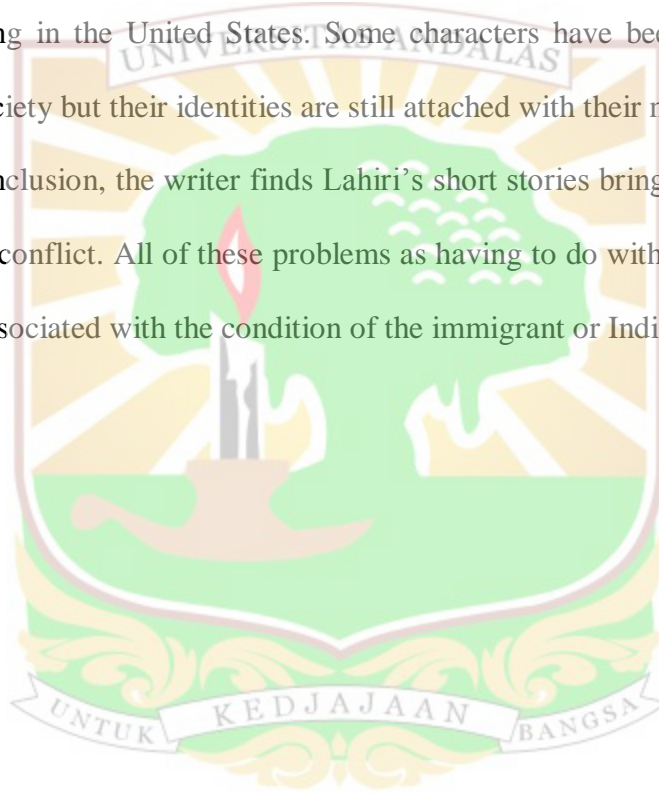 ng in the United States. Some characters have bee
UNIVERSITAS ANDALAS
ciety but their identities are still attached with their
nclusion, the writer finds Lahiri's short stories bring
conflict. All of these problems as having to do with
sociated with the condition of the immigrant or Indi
UNTUK KEDJAJAAN BANGSA